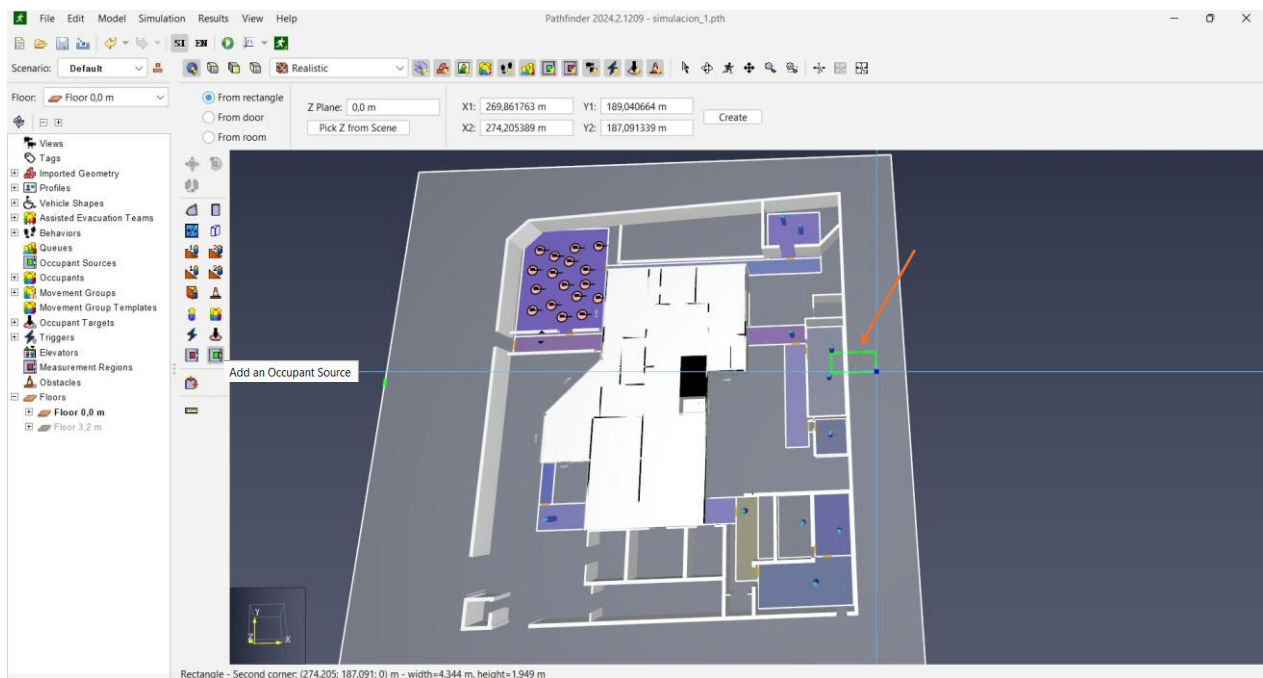 File Edit Model Simulation Results View Help Pathfinder 2024.2.1209 - simulacion_1.pth
SI EN
Scenario: Default Realistic
Floor: Floor 0,0 m
From rectangle
From door
From room
Z Plane: 0,0 m
Pick Z from Scene
X1: 269,861763 m Y1: 189,040664 m
X2: 274,205389 m Y2: 187,091339 m
Create
Views
Tags
Imported Geometry
Profiles
Vehicle Shapes
Assisted Evacuation Teams
Behaviors
Queues
Occupant Sources
Occupants
Movement Groups
Movement Group Templates
Occupant Targets
Triggers
Elevators
Measurement Regions
Obstacles
Floors
Floor 0,0 m
Floor 3,2 m
Add an Occupant Source
Y
Z X
Rectangle - Second corner: (274.205; 187.091; 0) m - width=4.344 m, height=1.949 m